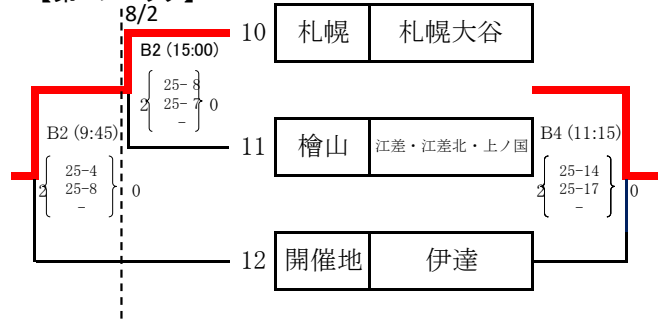 8/2
10 札幌 札幌大谷
B2 (15:00)
25- 8
2 25- 7 0
-
B2 (9:45)
25-4
2 25-8 0
-
11 檜山 江差・江差北・上ノ国
B4 (11:15)
25-14
2 25-17 0
-
12 開催地 伊達